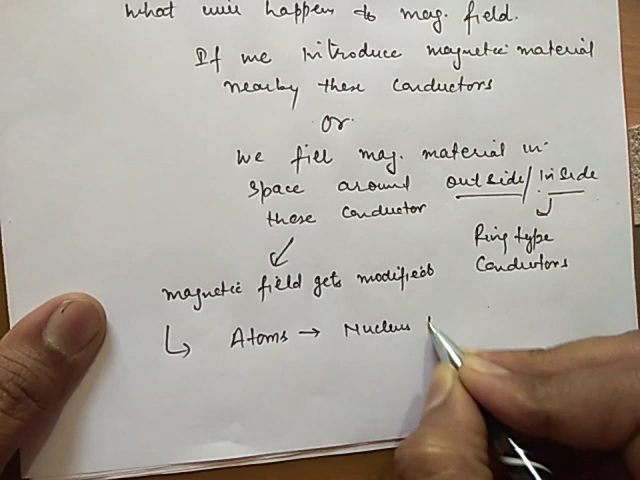 What will happen to mag. field.
If we introduce magnetic material
nearby these conductors
or.
we fill mag. material in
space around outside/inside
these conductor
Ring type
Conductors
magnetic field gets modified
Atoms → Nucleus